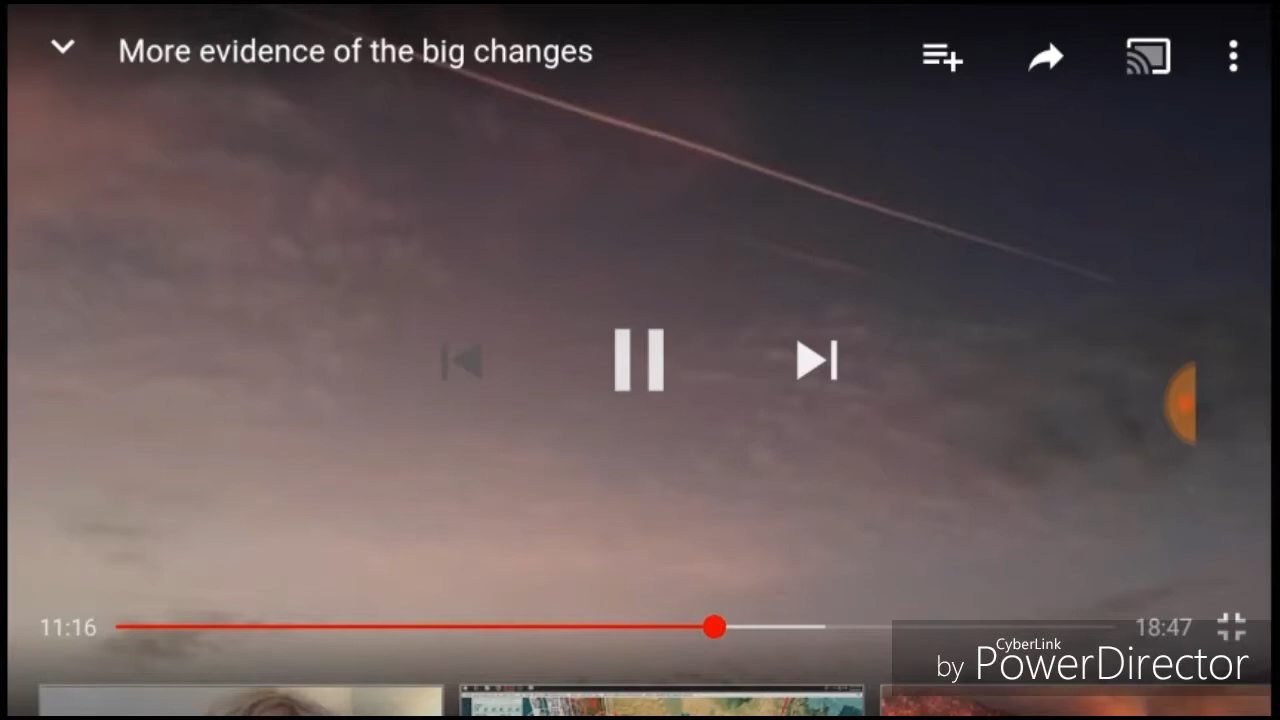 More evidence of the big changes
11:16
18:47
CyberLink
by PowerDirector